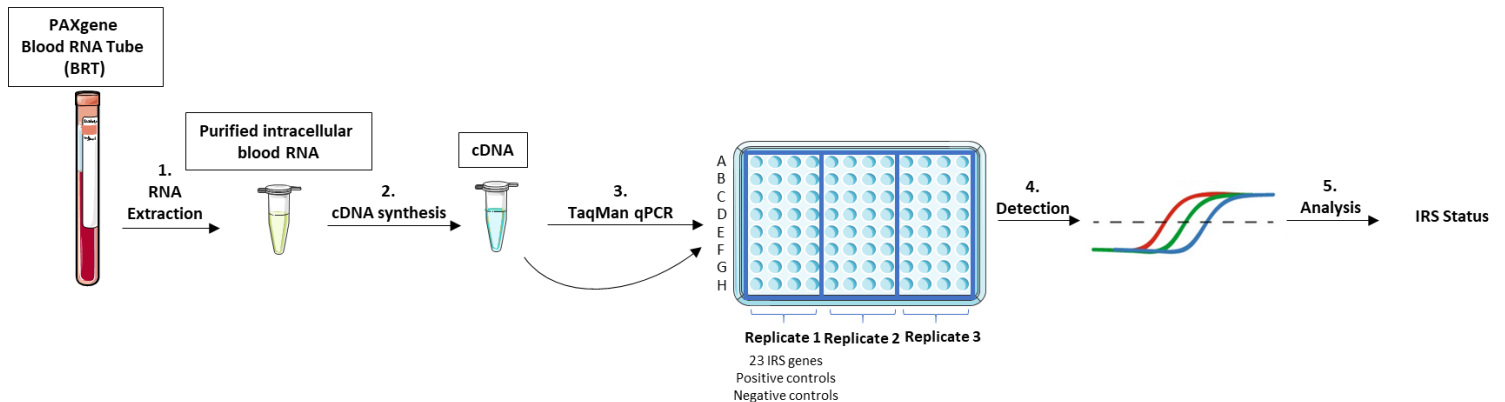 PAXgene
Blood RNA Tube
(BRT)
1.
RNA
Extraction
Purified intracellular
blood RNA
2.
cDNA synthesis
cDNA
3.
TaqMan qPCR
A
B
C
D
E
F
G
H
Replicate 1
Replicate 2
Replicate 3
23 IRS genes
Positive controls
Negative controls
4.
Detection
5.
Analysis
IRS Status